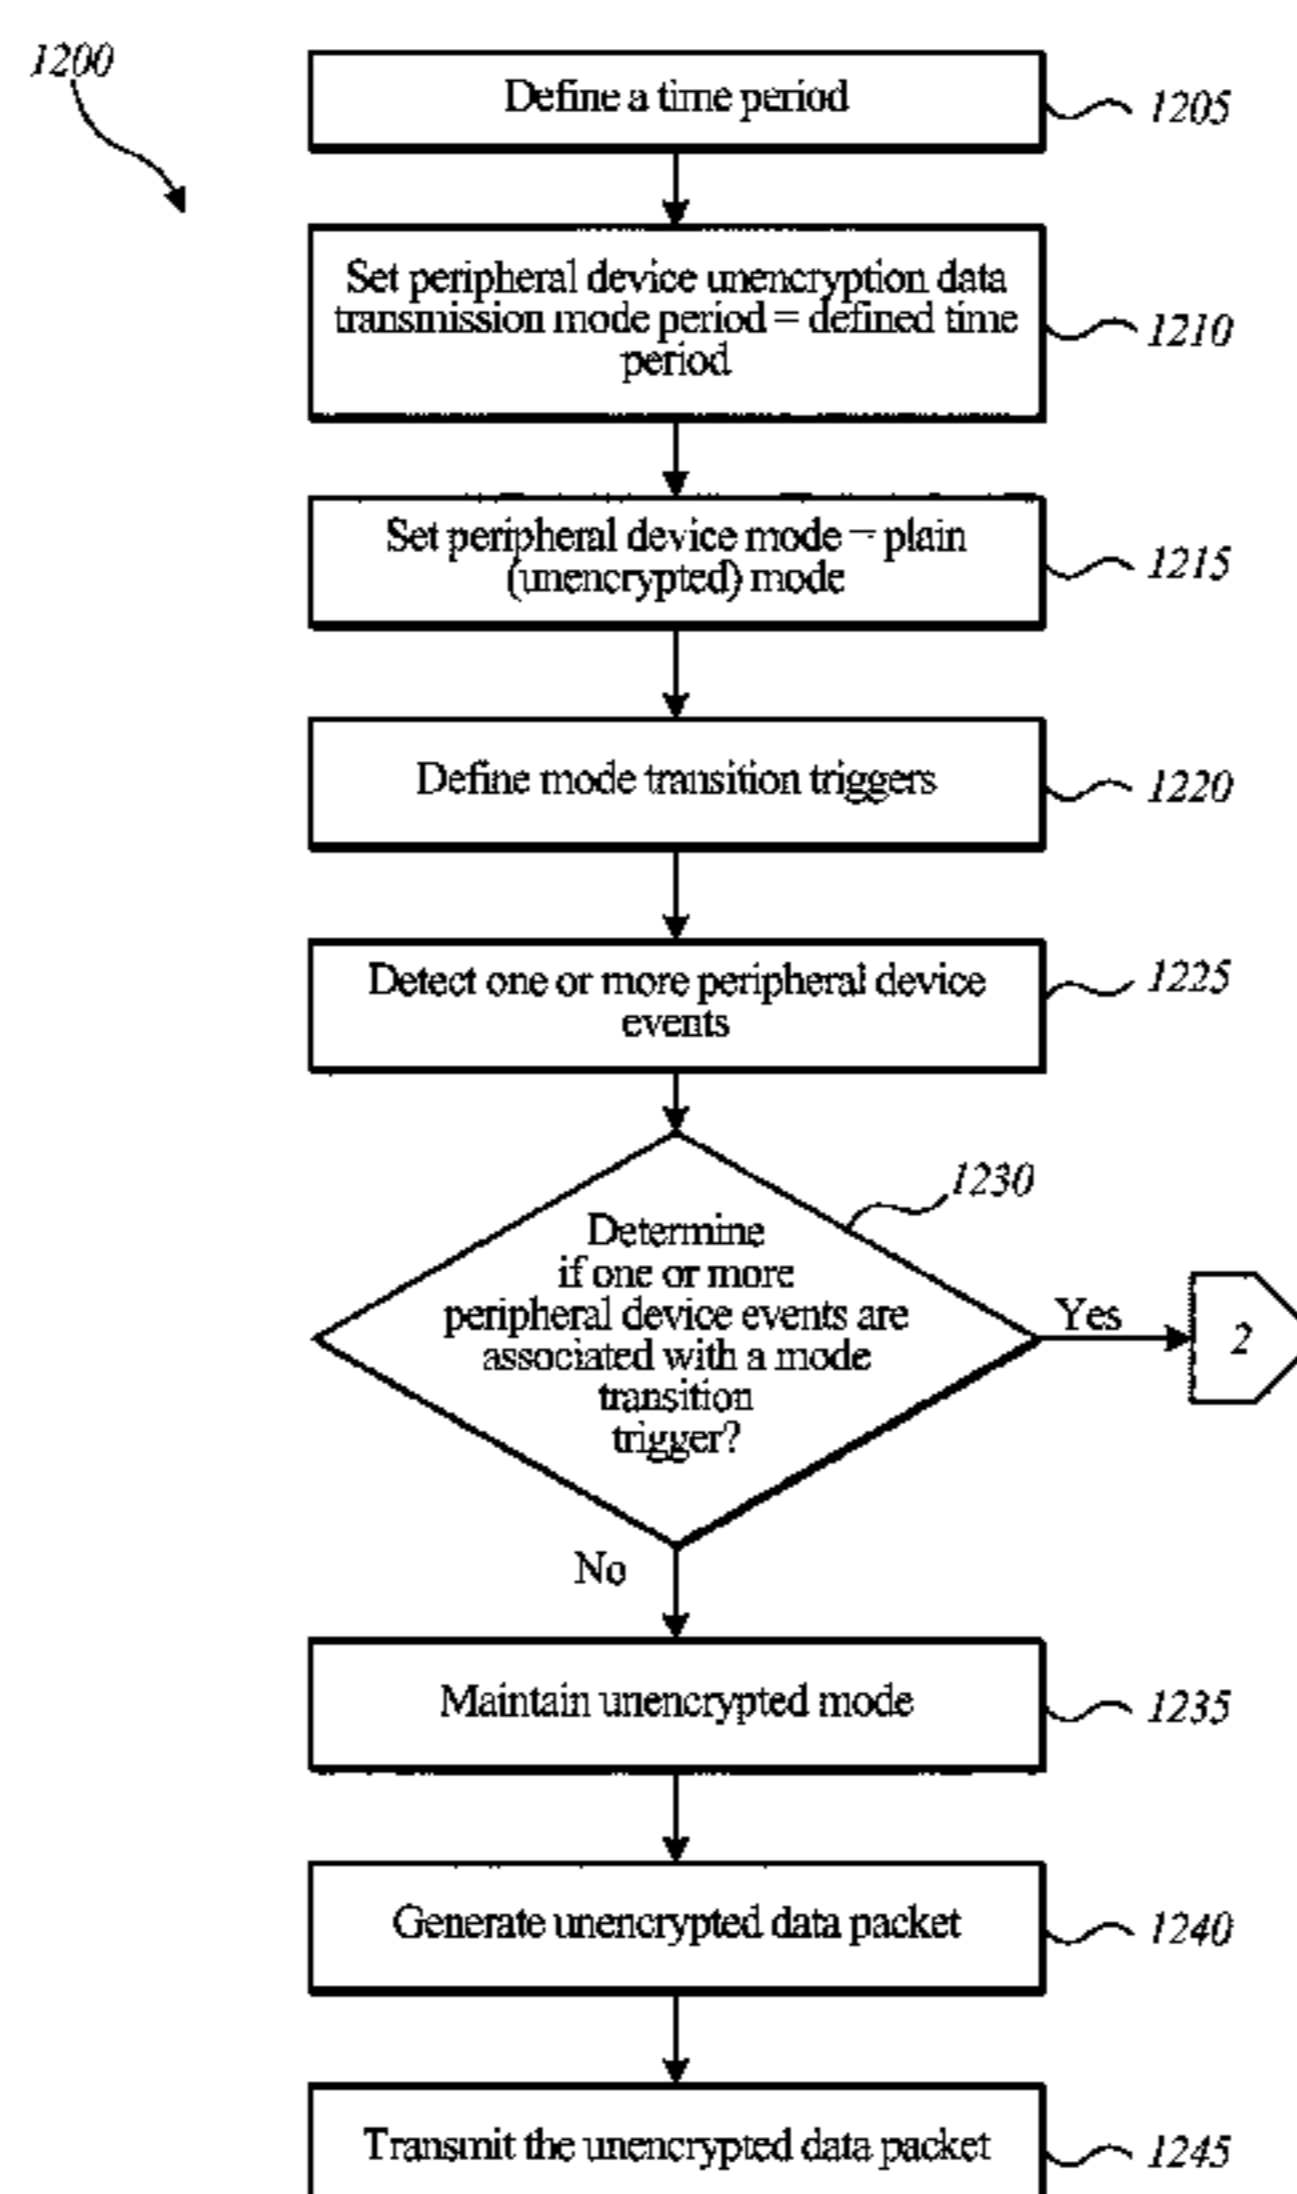 1200
Define a time period
1205
Set peripheral device unencryption data
transmission mode period = defined time
period
1210
Set peripheral device mode = plain
(unencrypted) mode
1215
Define mode transition triggers
1220
Detect one or more peripheral device
events
1225
1230
Determine
if one or more
peripheral device events are
associated with a mode
transition
trigger?
Yes
2
No
Maintain unencrypted mode
1235
Generate unencrypted data packet
1240
Transmit the unencrypted data packet
1245